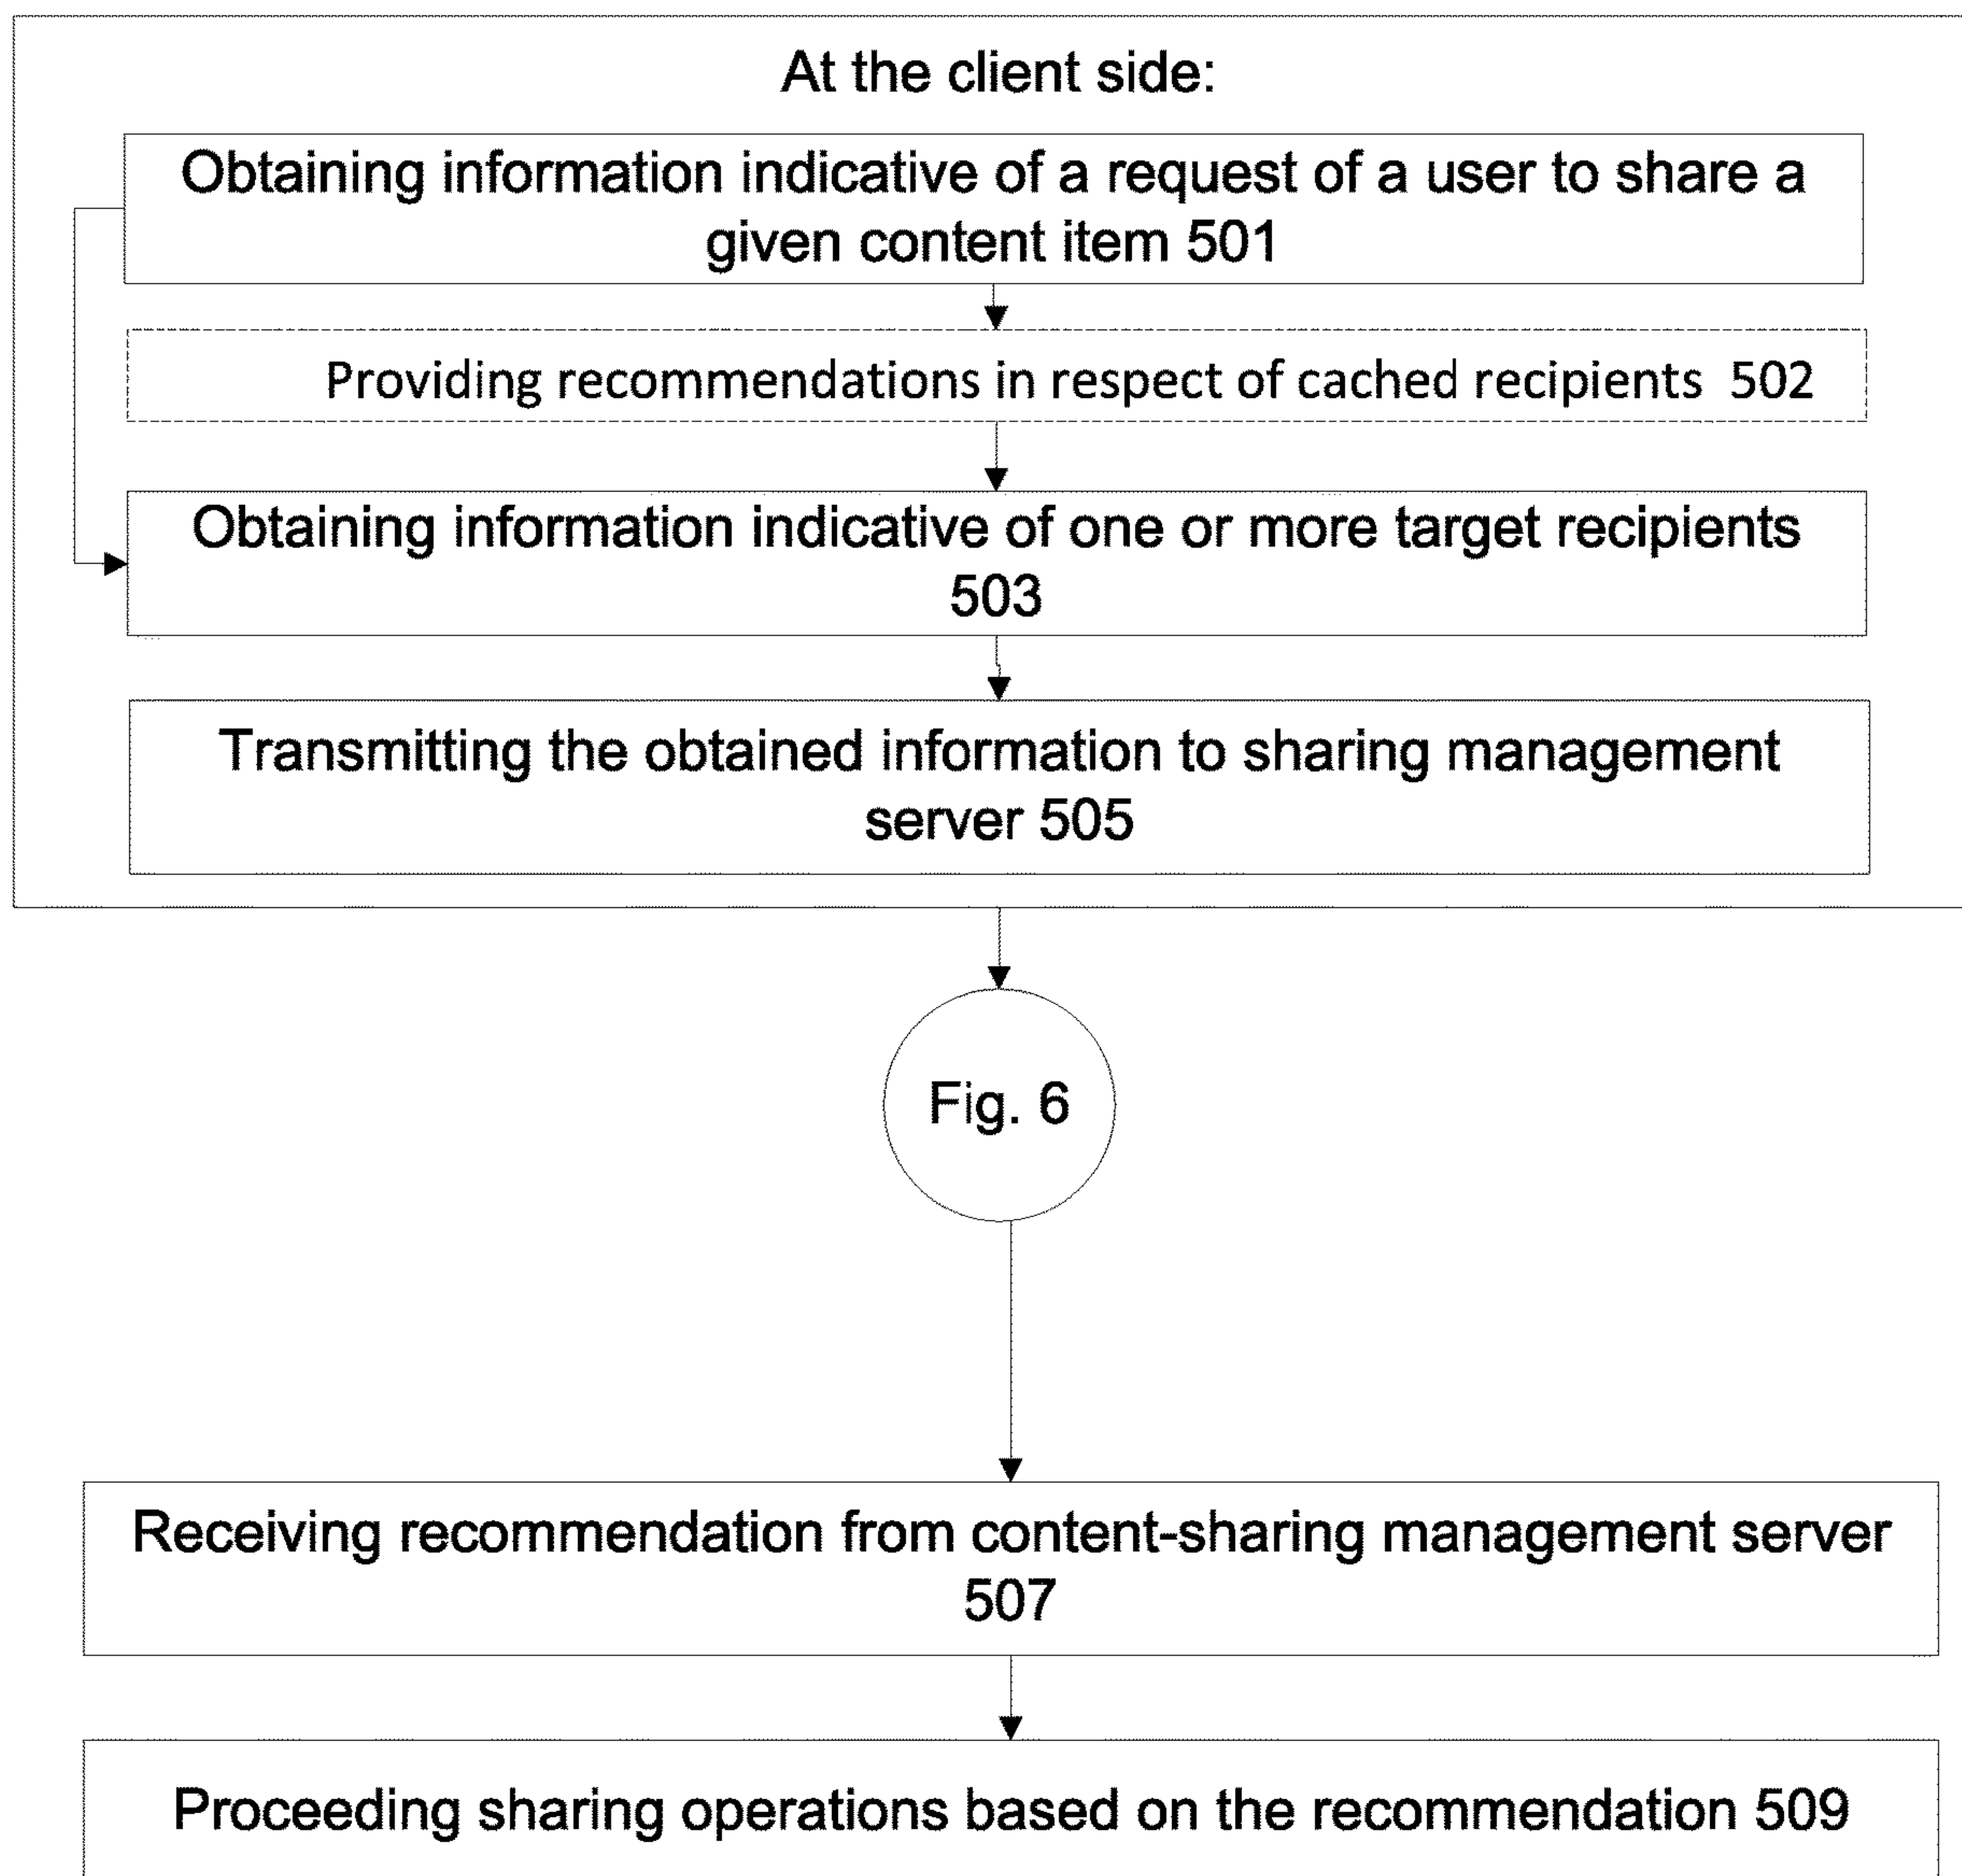 At the client side:
Obtaining information indicative of a request of a user to share a
given content item 501
Providing recommendations in respect of cached recipients 502
Obtaining information indicative of one or more target recipients
503
Transmitting the obtained information to sharing management
server 505
Fig. 6
Receiving recommendation from content-sharing management server
507
Proceeding sharing operations based on the recommendation 509